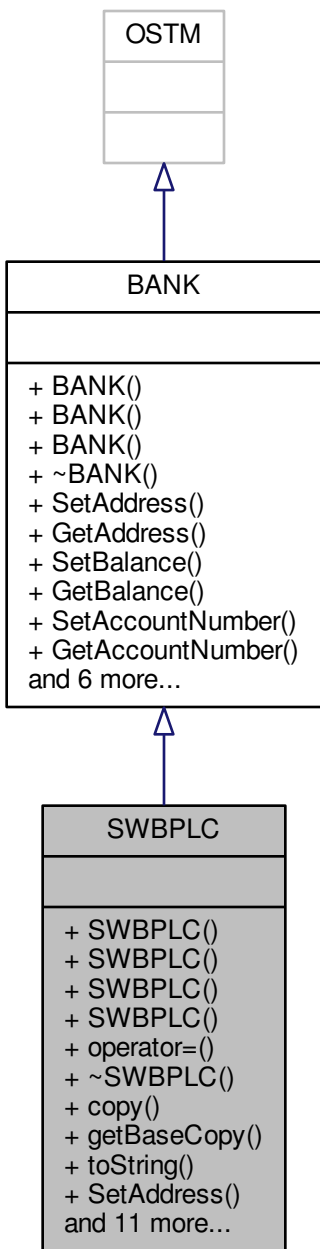 OSTM
BANK
+ BANK()
+ BANK()
+ BANK()
+ ~BANK()
+ SetAddress()
+ GetAddress()
+ SetBalance()
+ GetBalance()
+ SetAccountNumber()
+ GetAccountNumber()
and 6 more...
SWBPLC
+ SWBPLC()
+ SWBPLC()
+ SWBPLC()
+ SWBPLC()
+ operator=()
+ ~SWBPLC()
+ copy()
+ getBaseCopy()
+ toString()
+ SetAddress()
and 11 more...